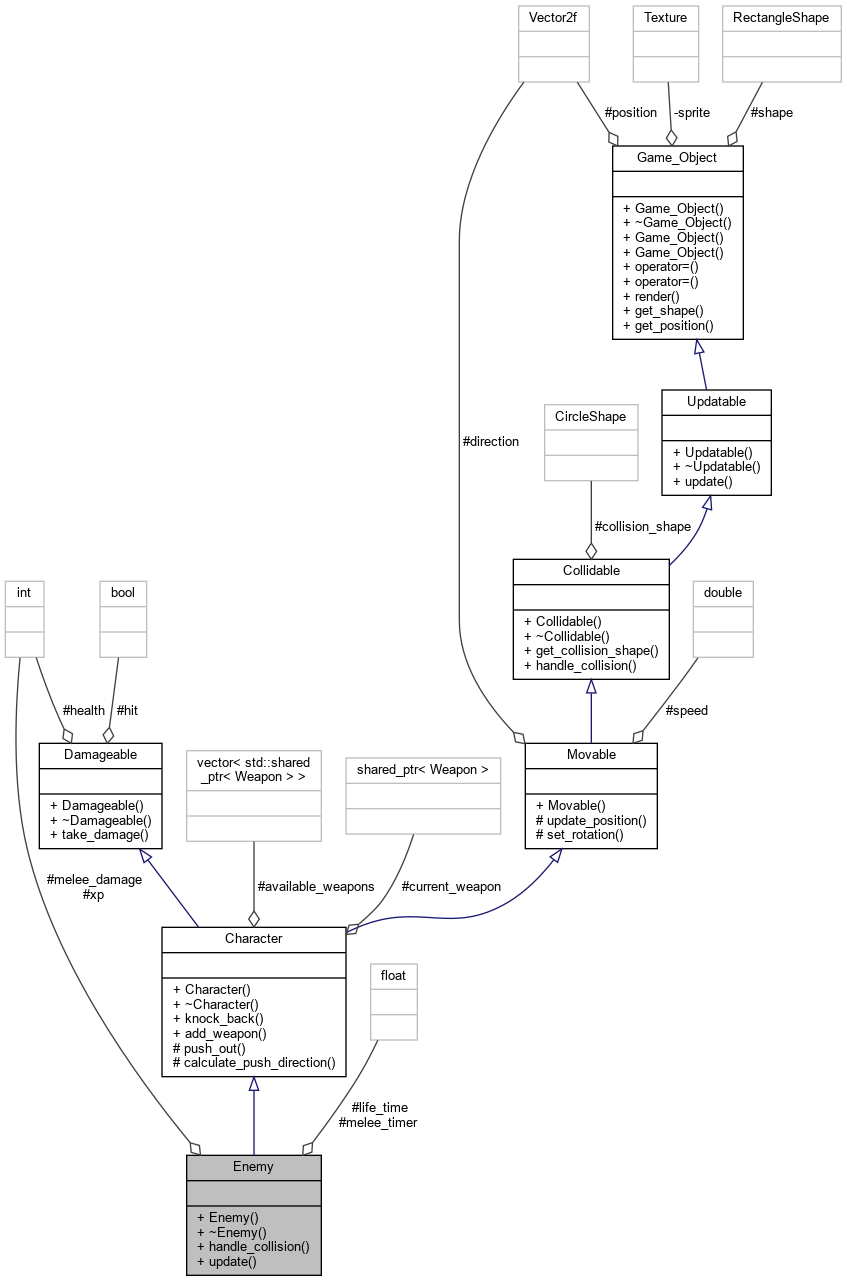 Vector2f
Texture
RectangleShape
#position
-sprite
#shape
Game_Object
+ Game_Object()
+ ~Game_Object()
+ Game_Object()
+ Game_Object()
+ operator=()
+ operator=()
+ render()
+ get_shape()
+ get_position()
Updatable
+ Updatable()
+ ~Updatable()
+ update()
CircleShape
#direction
#collision_shape
Collidable
+ Collidable()
+ ~Collidable()
+ get_collision_shape()
+ handle_collision()
int
bool
double
#health
#hit
#speed
Damageable
+ Damageable()
+ ~Damageable()
+ take_damage()
vector< std::shared
_ptr< Weapon > >
shared_ptr< Weapon >
Movable
+ Movable()
# update_position()
# set_rotation()
#melee_damage
#xp
#available_weapons
#current_weapon
Character
+ Character()
+ ~Character()
+ knock_back()
+ add_weapon()
# push_out()
# calculate_push_direction()
float
#life_time
#melee_timer
Enemy
+ Enemy()
+ ~Enemy()
+ handle_collision()
+ update()